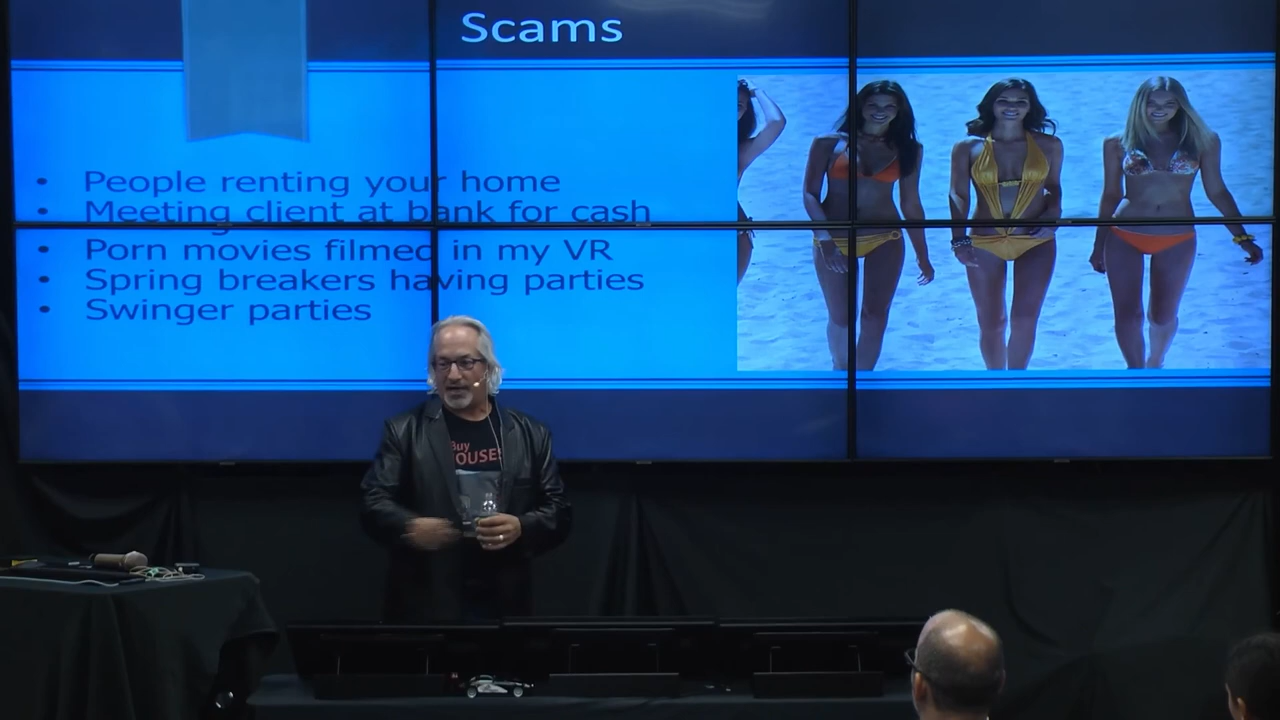 Scams
• People renting your home
• Meeting client at bank for cash
• Porn movies filmed in my VR
• Spring breakers having parties
• Swinger parties
Buy
HOUSES